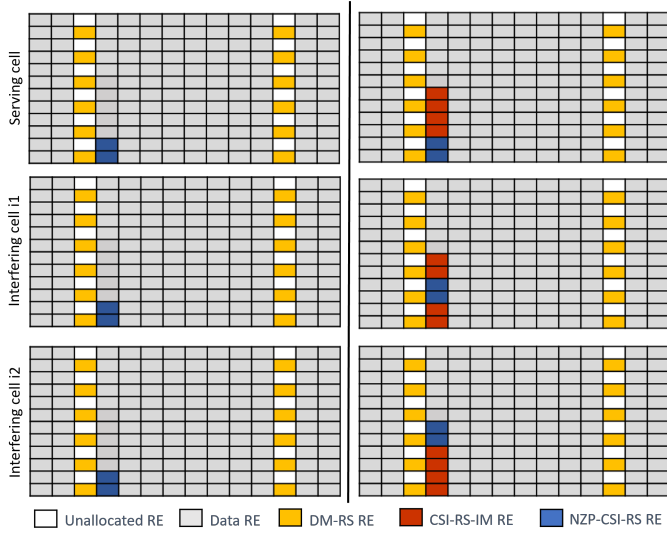 Serving cell
Interfering cell i1
Interfering cell i2
Unallocated RE
Data RE
DM-RS RE
CSI-RS-IM RE
NZP-CSI-RS RE